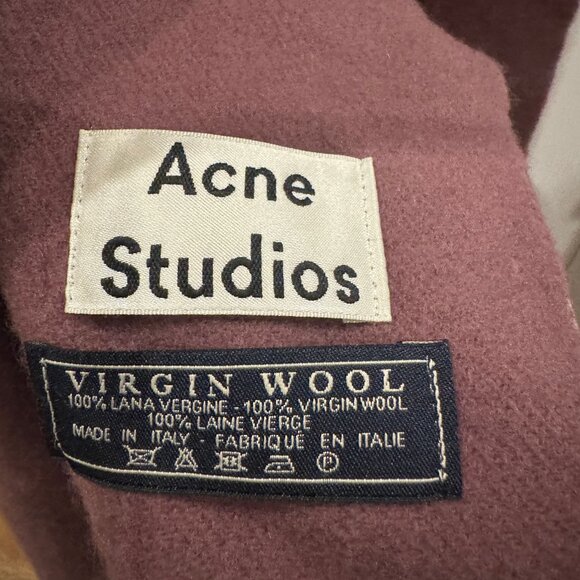 Acne
Studios
VIRGIN WOOL
100% LANA VERGINE - 100% VIRGIN WOOL
100% LAINE VIERGE
MADE IN ITALY - FABRIQUÉ EN ITALIE
P